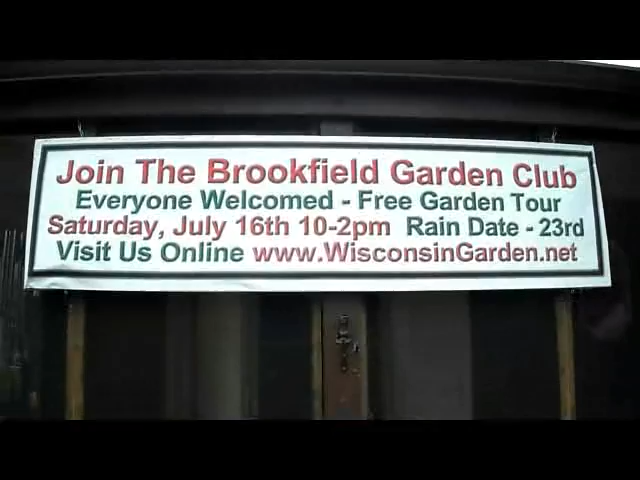 Join The Brookfield Garden Club
Everyone Welcomed - Free Garden Tour
Saturday, July 16th 10-2pm Rain Date - 23rd
Visit Us Online www.WisconsinGarden.net